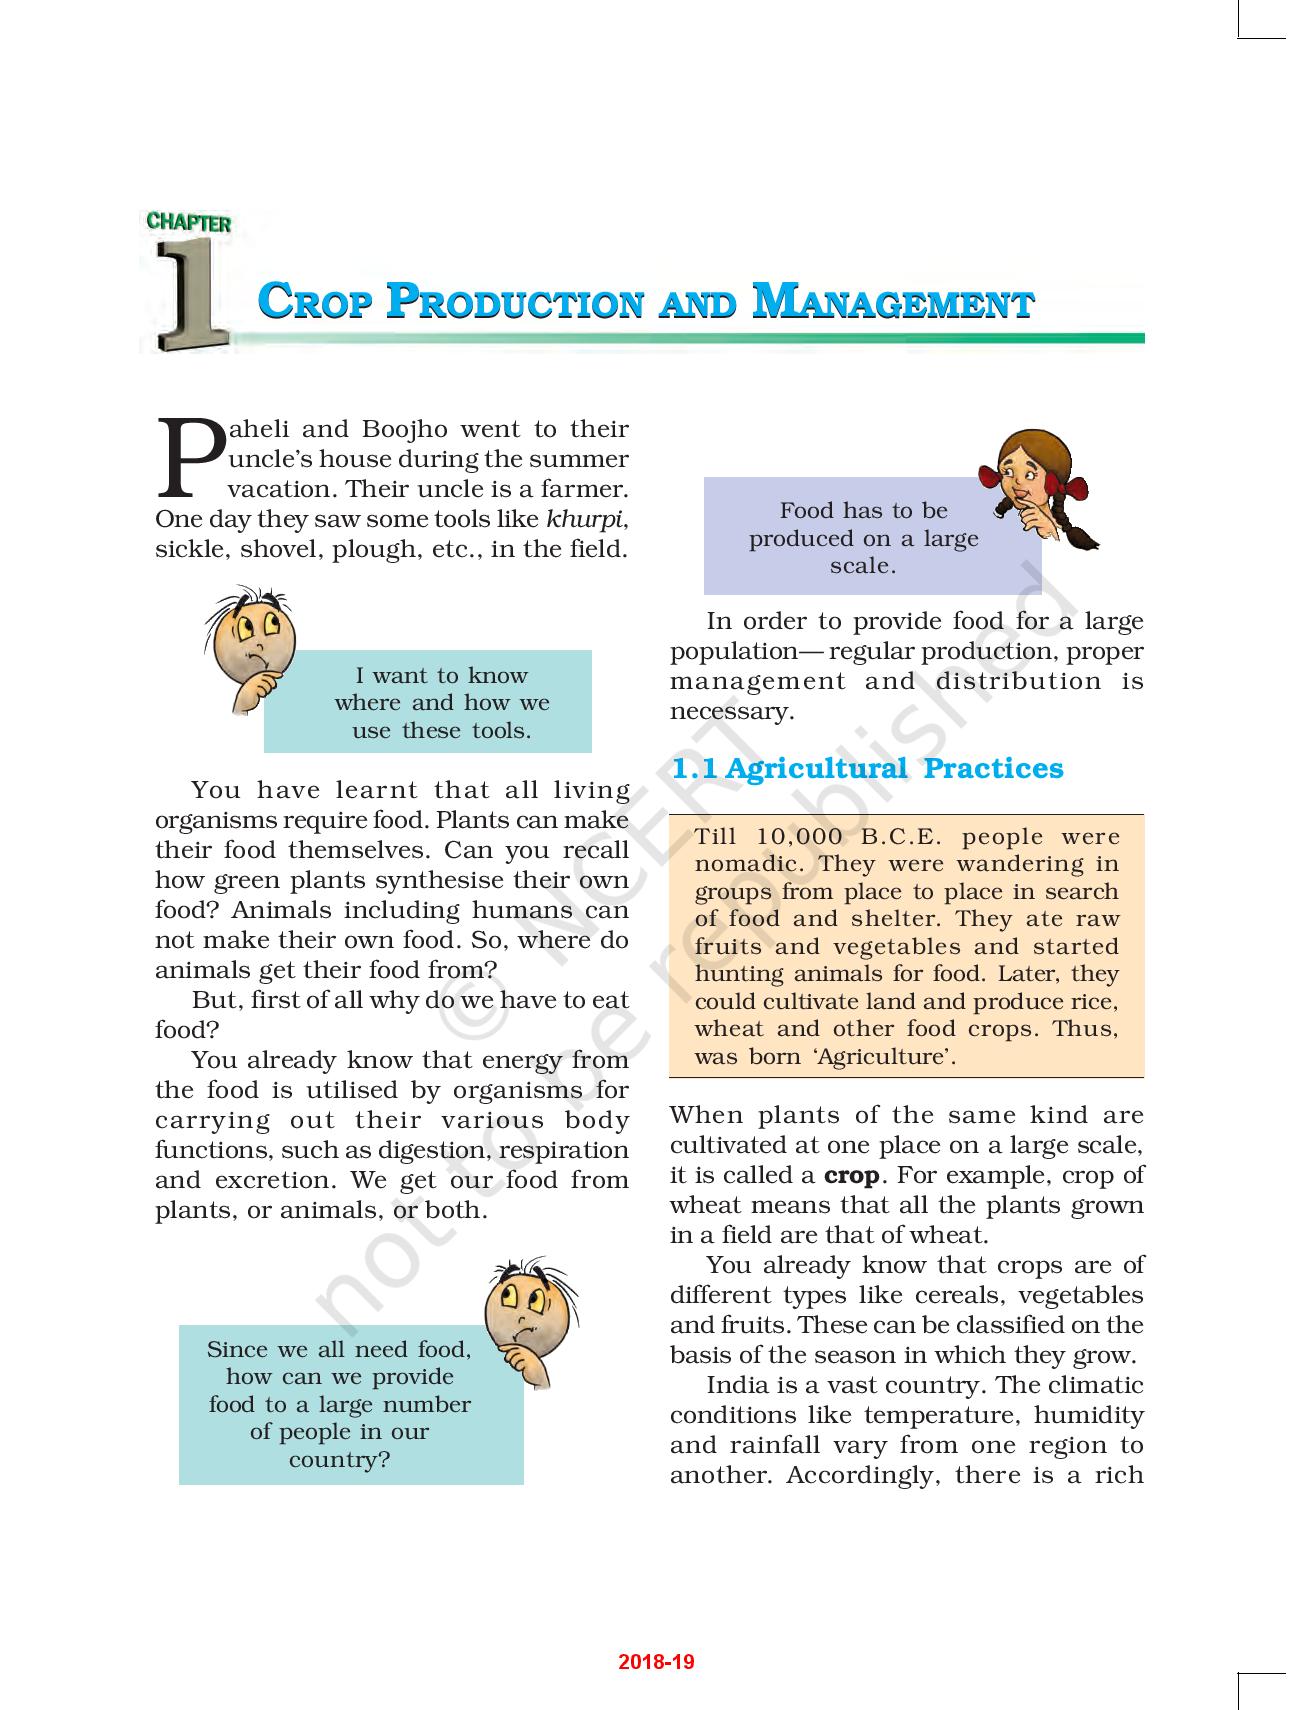 CHAPTER
1
CROP PRODUCTION AND MANAGEMENT
Paheli and Boojho went to their
uncle’s house during the summer
vacation. Their uncle is a farmer.
One day they saw some tools like khurpi,
sickle, shovel, plough, etc., in the field.
I want to know
where and how we
use these tools.
You have learnt that all living
organisms require food. Plants can make
their food themselves. Can you recall
how green plants synthesise their own
food? Animals including humans can
not make their own food. So, where do
animals get their food from?
But, first of all why do we have to eat
food?
You already know that energy from
the food is utilised by organisms for
carrying out their various body
functions, such as digestion, respiration
and excretion. We get our food from
plants, or animals, or both.
Since we all need food,
how can we provide
food to a large number
of people in our
country?
Food has to be
produced on a large
scale.
In order to provide food for a large
population— regular production, proper
management and distribution is
necessary.
1.1 Agricultural Practices
Till 10,000 B.C.E. people were
nomadic. They were wandering in
groups from place to place in search
of food and shelter. They ate raw
fruits and vegetables and started
hunting animals for food. Later, they
could cultivate land and produce rice,
wheat and other food crops. Thus,
was born ‘Agriculture’.
When plants of the same kind are
cultivated at one place on a large scale,
it is called a crop. For example, crop of
wheat means that all the plants grown
in a field are that of wheat.
You already know that crops are of
different types like cereals, vegetables
and fruits. These can be classified on the
basis of the season in which they grow.
India is a vast country. The climatic
conditions like temperature, humidity
and rainfall vary from one region to
another. Accordingly, there is a rich
© NCERT
not to be republished
2018-19